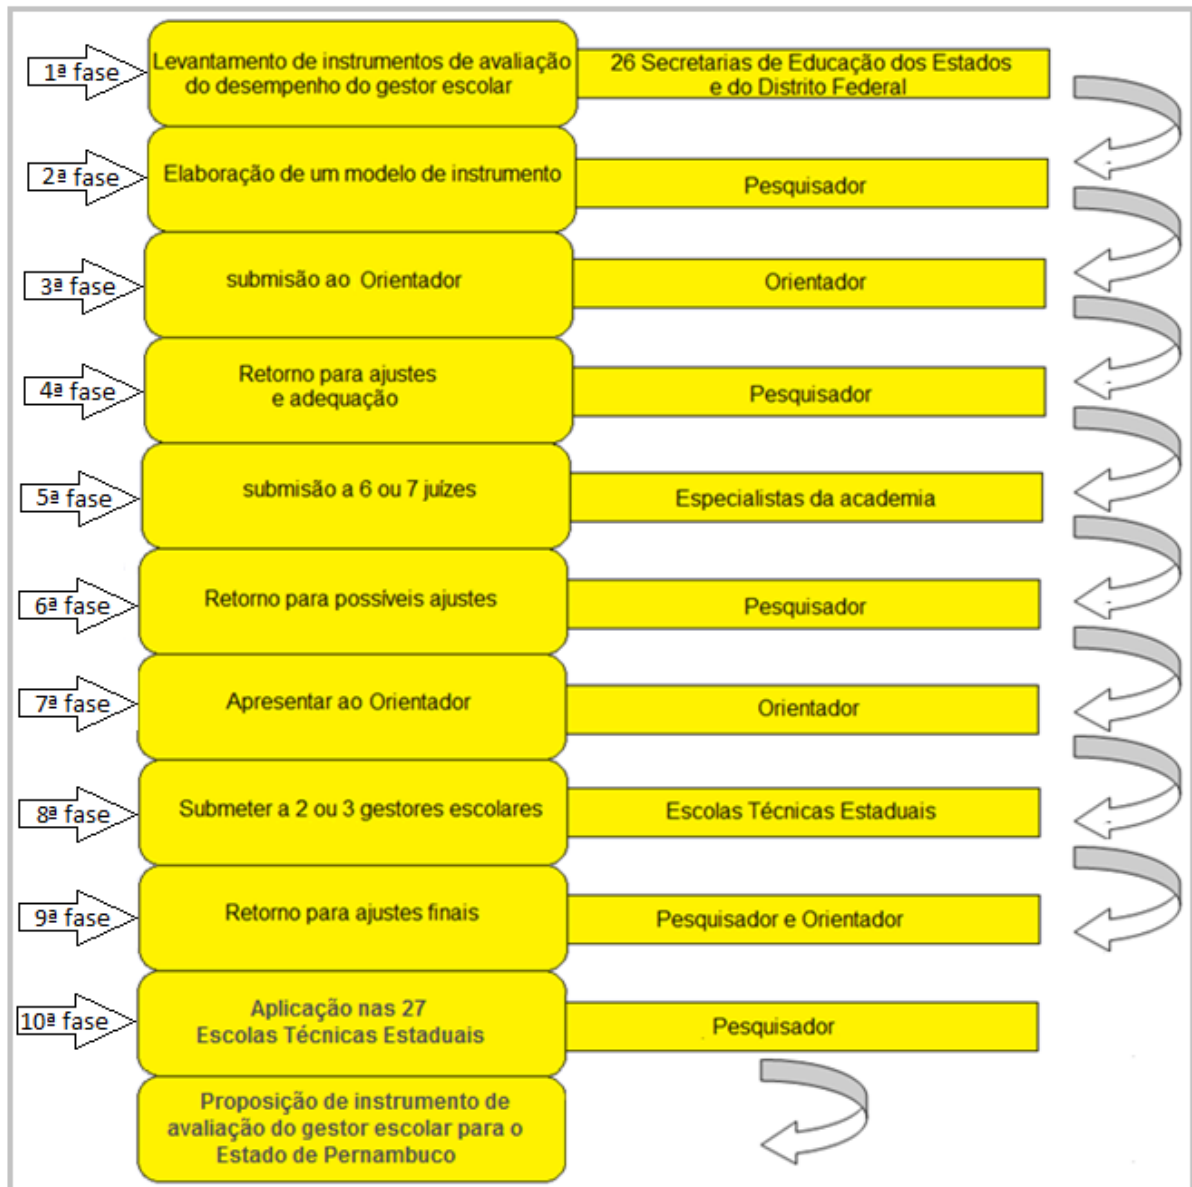 1ª fase
Levantamento de instrumentos de avaliação
do desempenho do gestor escolar
26 Secretarias de Educação dos Estados
e do Distrito Federal
2ª fase
Elaboração de um modelo de instrumento
Pesquisador
3ª fase
submisão ao Orientador
Orientador
4ª fase
Retorno para ajustes
e adequação
Pesquisador
5ª fase
submisão a 6 ou 7 juízes
Especialistas da academia
6ª fase
Retorno para possíveis ajustes
Pesquisador
7ª fase
Apresentar ao Orientador
Orientador
8ª fase
Submeter a 2 ou 3 gestores escolares
Escolas Técnicas Estaduais
9ª fase
Retorno para ajustes finais
Pesquisador e Orientador
10ª fase
Aplicação nas 27
Escolas Técnicas Estaduais
Pesquisador
Proposição de instrumento de
avaliação do gestor escolar para o
Estado de Pernambuco